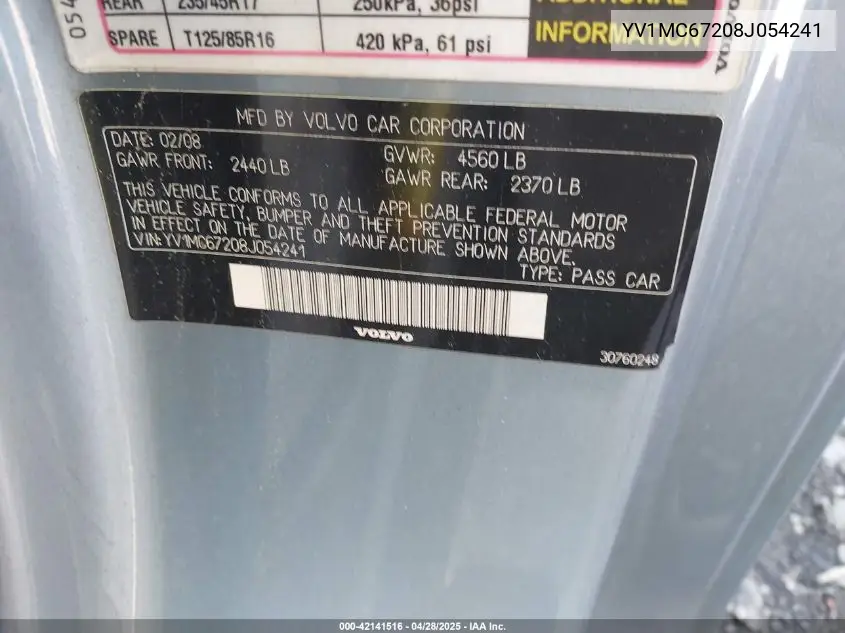 REAR 235/45R17 250kPa, 36psi
SPARE T125/85R16 420 kPa, 61 psi
ADDITIONAL
INFORMATION
054
VOLVO
YV1MC67208J054241
MFD BY VOLVO CAR CORPORATION
DATE: 02/08 GVWR: 4560 LB
GAWR FRONT: 2440 LB GAWR REAR: 2370 LB
THIS VEHICLE CONFORMS TO ALL APPLICABLE FEDERAL MOTOR
VEHICLE SAFETY, BUMPER AND THEFT PREVENTION STANDARDS
IN EFFECT ON THE DATE OF MANUFACTURE SHOWN ABOVE.
VIN: YV1MC67208J054241
TYPE: PASS CAR
VOLVO
30760248
000-42141516 - 04/28/2025 - IAA Inc.